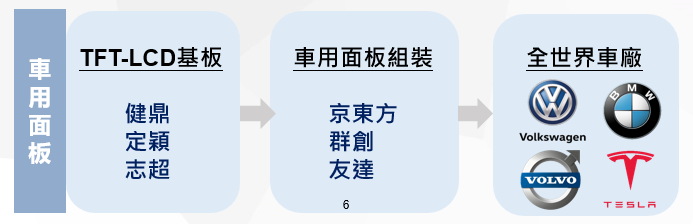 車用面板
TFT-LCD基板
健鼎
定穎
志超
車用面板組裝
京東方
群創
友達
6
全世界車廠
Volkswagen
BMW
VOLVO
TESLA